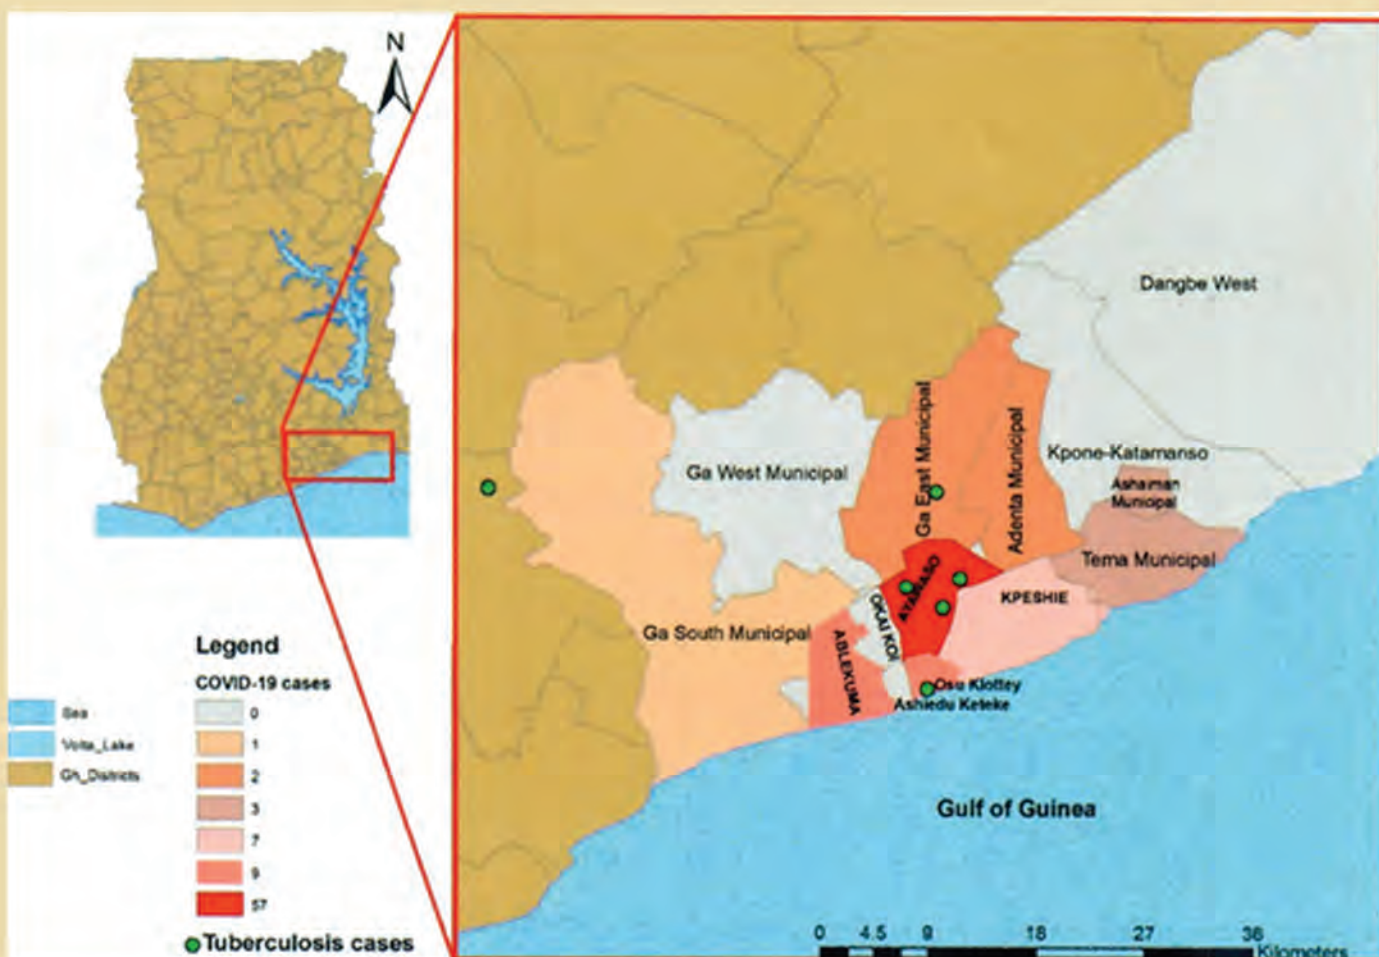 N
Dangbe West
Ga East Municipal
Adenta Municipal
Kpone-Katamanso
Ga West Municipal
Ashaiman
Municipal
Tema Municipal
AYAWASO
KPESHIE
OKAI KOI
Ga South Municipal
ABLEKUMA
Osu Klottey
Ashiedu Keteke
Gulf of Guinea
Legend
COVID-19 cases
0
1
2
3
7
9
57
Sea
Volta_Lake
Gh_Districts
Tuberculosis cases
0 4.5 9 18 27 36
Kilometers